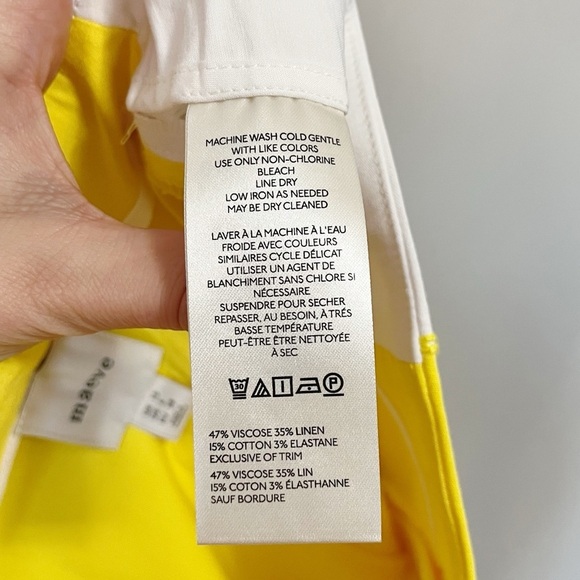 MACHINE WASH COLD GENTLE
WITH LIKE COLORS
USE ONLY NON-CHLORINE
BLEACH
LINE DRY
LOW IRON AS NEEDED
MAY BE DRY CLEANED
LAVER À LA MACHINE À L'EAU
FROIDE AVEC COULEURS
SIMILAIRES CYCLE DÉLICAT
UTILISER UN AGENT DE
BLANCHIMENT SANS CHLORE SI
NÉCESSAIRE
SUSPENDRE POUR SECHER
REPASSER, AU BESOIN, À TRÉS
BASSE TEMPÉRATURE
PEUT-ÊTRE ÊTRE NETTOYÉE
À SEC
30 P
47% VISCOSE 35% LINEN
15% COTTON 3% ELASTANE
EXCLUSIVE OF TRIM
47% VISCOSE 35% LIN
15% COTON 3% ÉLASTHANNE
SAUF BORDURE
maeve